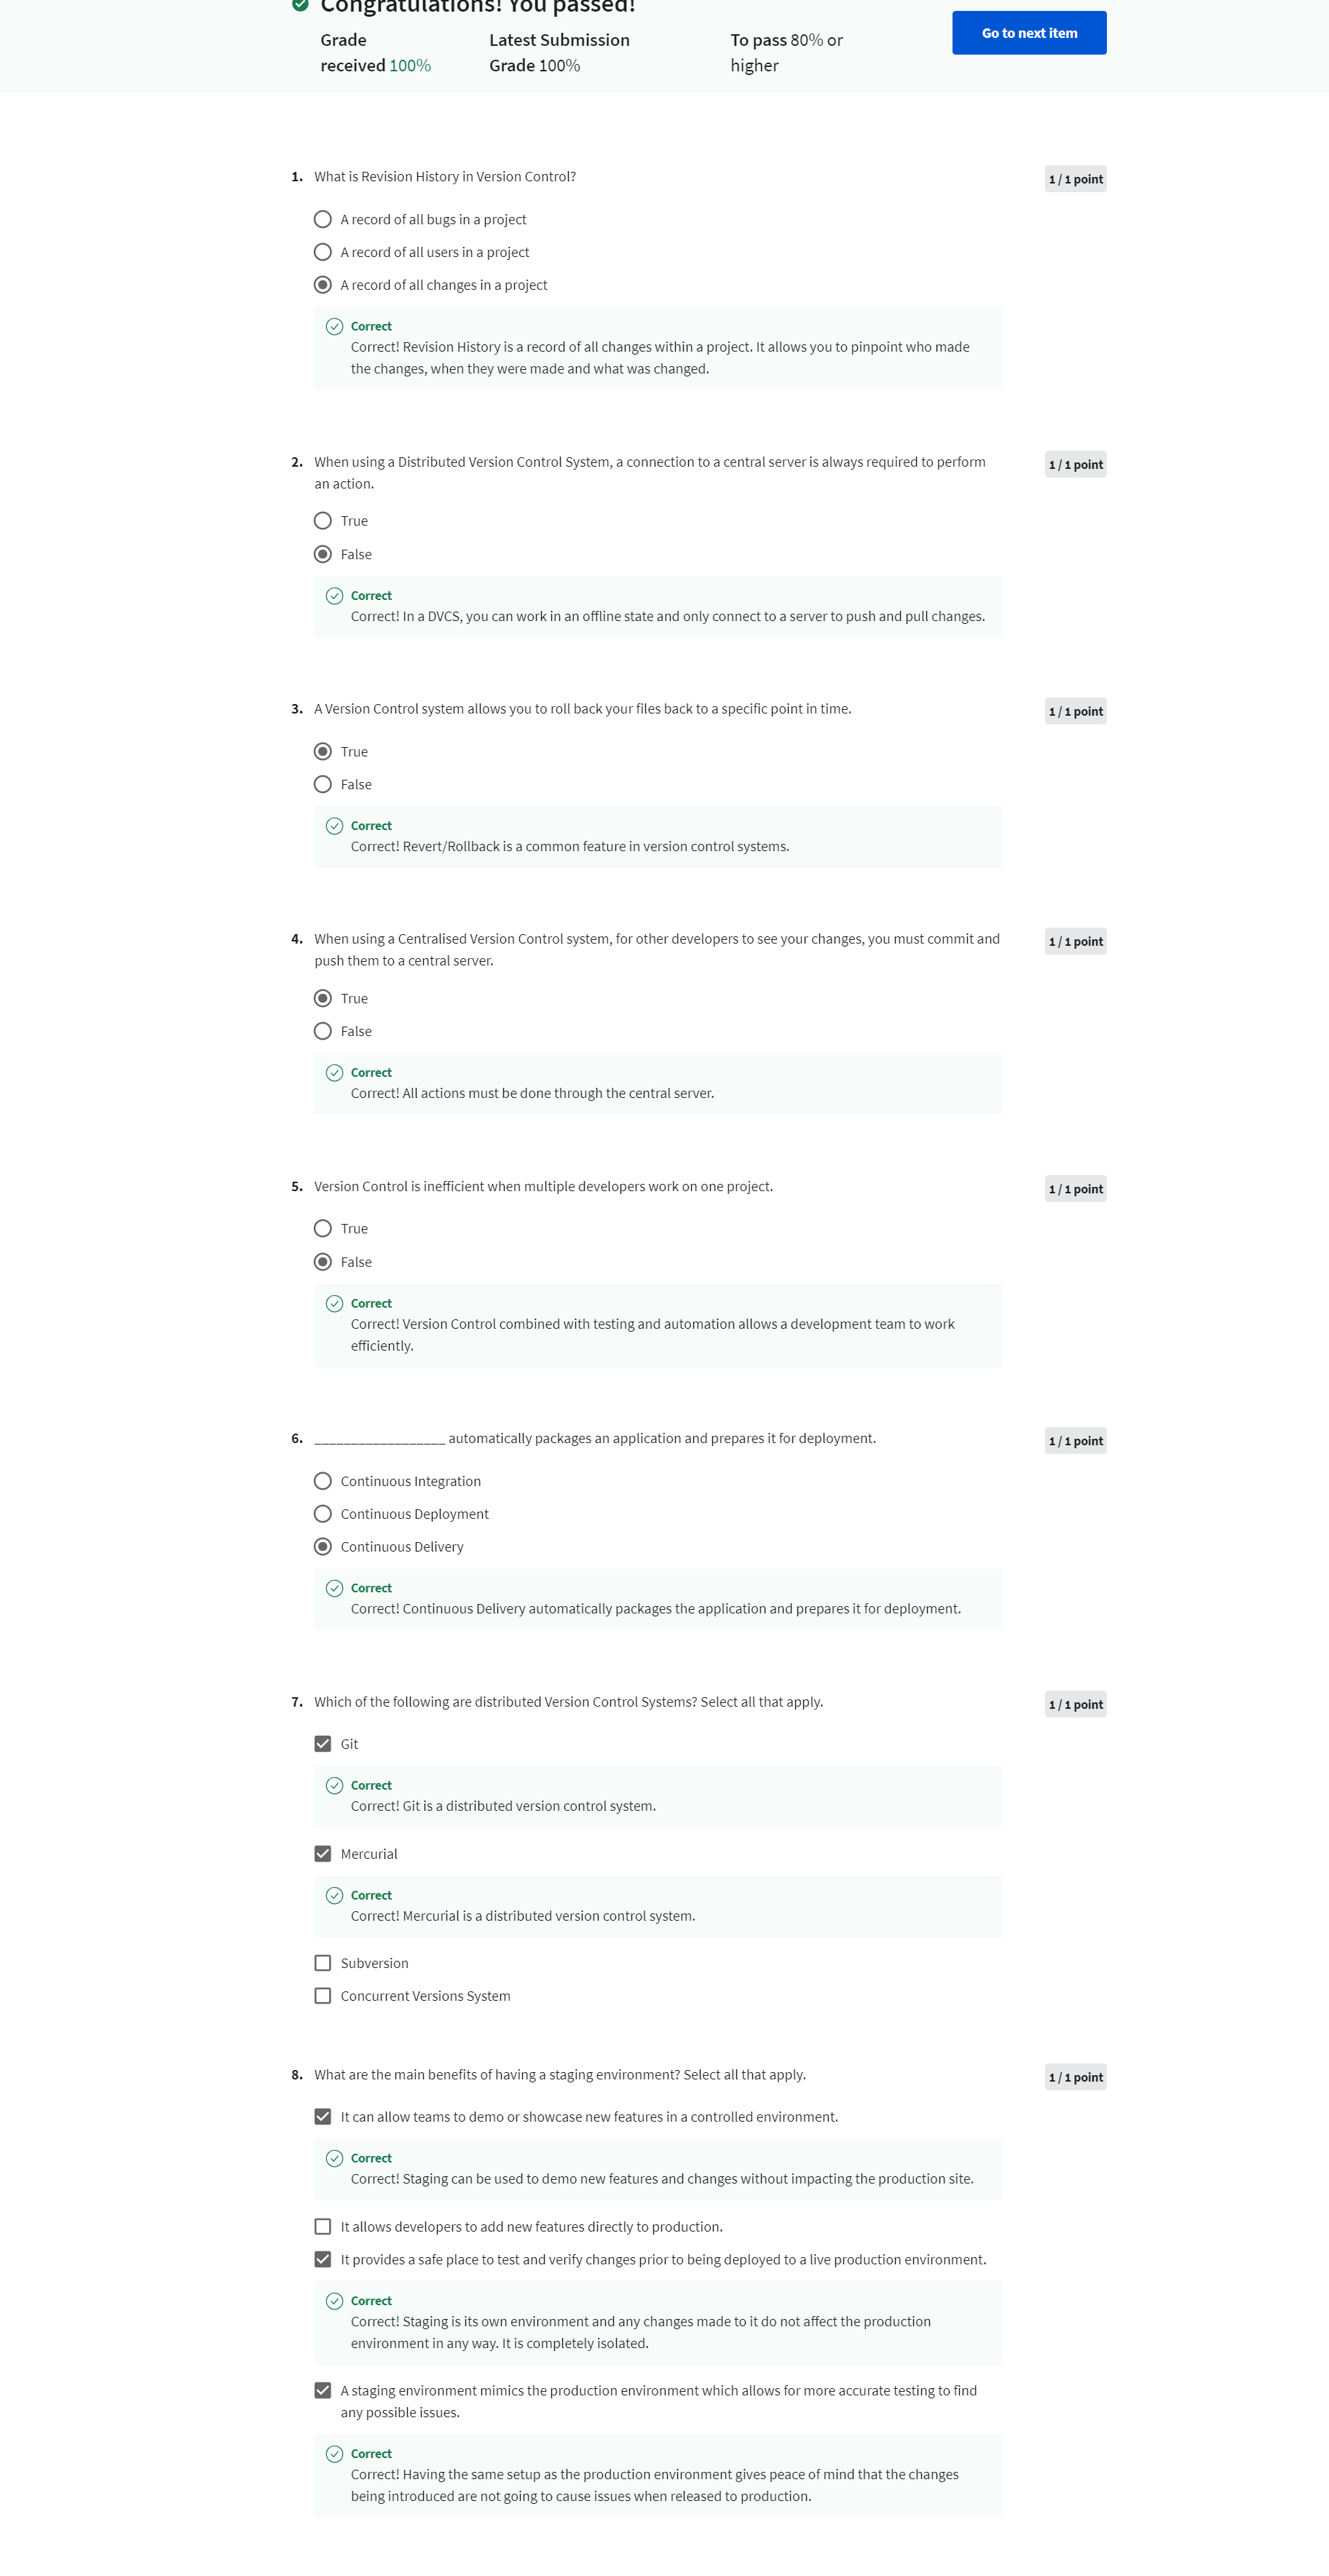 Congratulations! You passed!
Grade received 100%
Latest Submission Grade 100%
To pass 80% or higher
Go to next item
1. What is Revision History in Version Control?
1 / 1 point
A record of all bugs in a project
A record of all users in a project
A record of all changes in a project
Correct
Correct! Revision History is a record of all changes within a project. It allows you to pinpoint who made
the changes, when they were made and what was changed.
2. When using a Distributed Version Control System, a connection to a central server is always required to perform
an action.
1 / 1 point
True
False
Correct
Correct! In a DVCS, you can work in an offline state and only connect to a server to push and pull changes.
3. A Version Control system allows you to roll back your files back to a specific point in time.
1 / 1 point
True
False
Correct
Correct! Revert/Rollback is a common feature in version control systems.
4. When using a Centralised Version Control system, for other developers to see your changes, you must commit and
push them to a central server.
1 / 1 point
True
False
Correct
Correct! All actions must be done through the central server.
5. Version Control is inefficient when multiple developers work on one project.
1 / 1 point
True
False
Correct
Correct! Version Control combined with testing and automation allows a development team to work
efficiently.
6. __________________ automatically packages an application and prepares it for deployment.
1 / 1 point
Continuous Integration
Continuous Deployment
Continuous Delivery
Correct
Correct! Continuous Delivery automatically packages the application and prepares it for deployment.
7. Which of the following are distributed Version Control Systems? Select all that apply.
1 / 1 point
Git
Correct
Correct! Git is a distributed version control system.
Mercurial
Correct
Correct! Mercurial is a distributed version control system.
Subversion
Concurrent Versions System
8. What are the main benefits of having a staging environment? Select all that apply.
1 / 1 point
It can allow teams to demo or showcase new features in a controlled environment.
Correct
Correct! Staging can be used to demo new features and changes without impacting the production site.
It allows developers to add new features directly to production.
It provides a safe place to test and verify changes prior to being deployed to a live production environment.
Correct
Correct! Staging is its own environment and any changes made to it do not affect the production
environment in any way. It is completely isolated.
A staging environment mimics the production environment which allows for more accurate testing to find
any possible issues.
Correct
Correct! Having the same setup as the production environment gives peace of mind that the changes
being introduced are not going to cause issues when released to production.